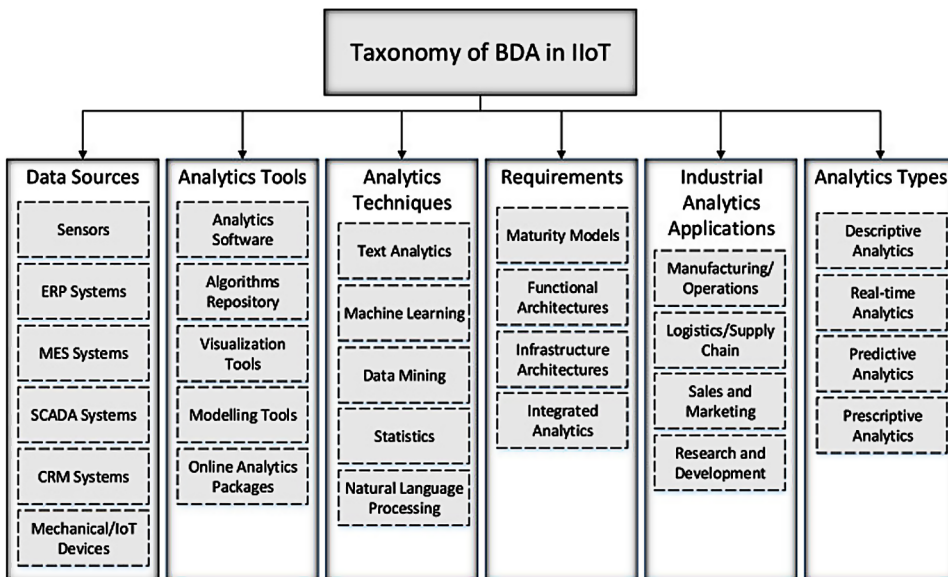 Taxonomy of BDA in IIoT
Data Sources
Sensors
ERP Systems
MES Systems
SCADA Systems
CRM Systems
Mechanical/IoT
Devices
Analytics Tools
Analytics
Software
Algorithms
Repository
Visualization
Tools
Modelling Tools
Online Analytics
Packages
Analytics
Techniques
Text Analytics
Machine Learning
Data Mining
Statistics
Natural Language
Processing
Requirements
Maturity Models
Functional
Architectures
Infrastructure
Architectures
Integrated
Analytics
Industrial
Analytics
Applications
Manufacturing/
Operations
Logistics/Supply
Chain
Sales and
Marketing
Research and
Development
Analytics Types
Descriptive
Analytics
Real-time
Analytics
Predictive
Analytics
Prescriptive
Analytics